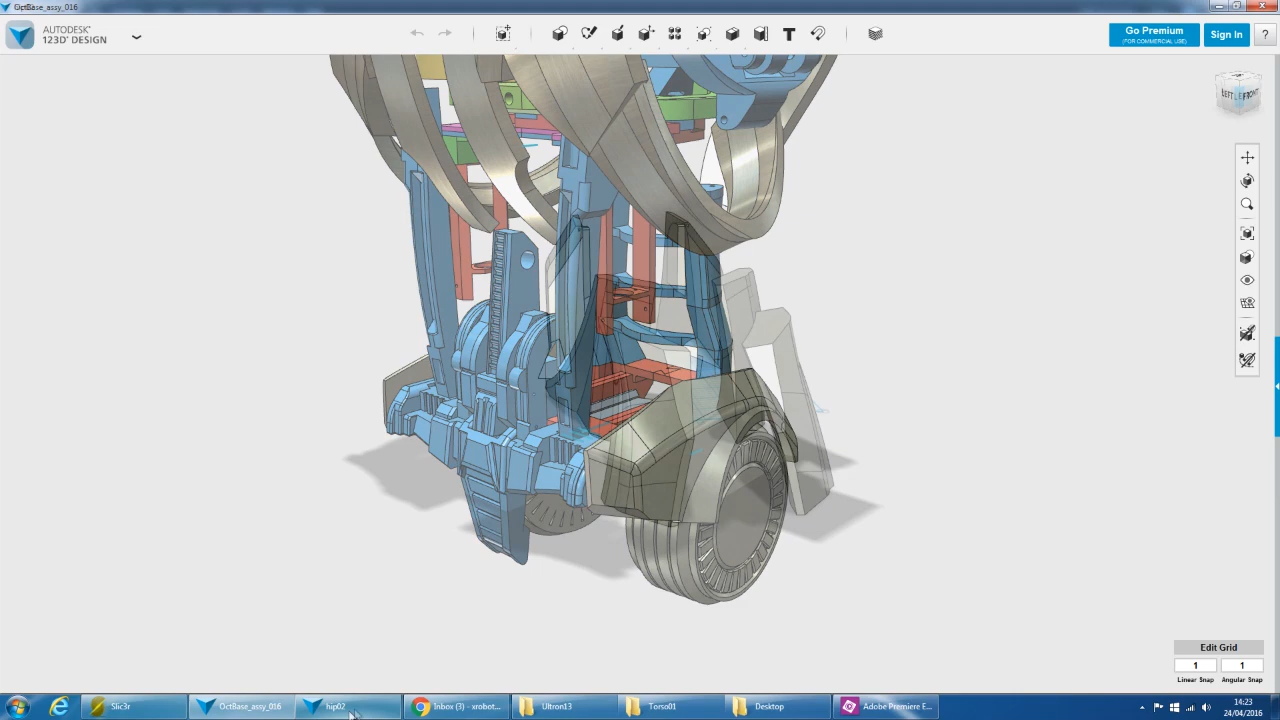 OctBase_assy_016
AUTODESK®
123D® DESIGN
T
Go Premium
(FOR COMMERCIAL USE)
Sign In
?
LEFT
FRONT
Edit Grid
1
1
Linear Snap
Angular Snap
Slic3r
OctBase_assy_016
hip02
Inbox (3) - xrobot...
Ultron13
Torso01
Desktop
Adobe Premiere E...
14:23
24/04/2016